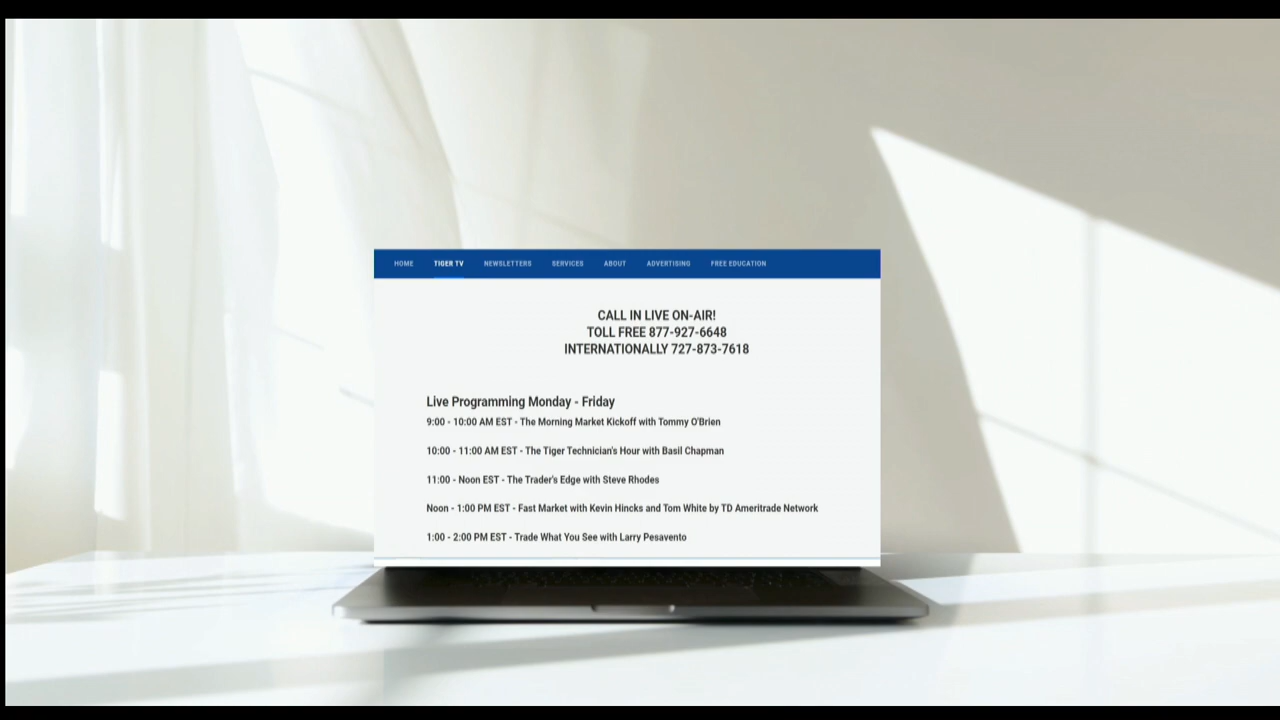 HOME TIGER TV NEWSLETTERS SERVICES ABOUT ADVERTISING FREE EDUCATION
CALL IN LIVE ON-AIR!
TOLL FREE 877-927-6648
INTERNATIONALLY 727-873-7618
Live Programming Monday - Friday
9:00 - 10:00 AM EST - The Morning Market Kickoff with Tommy O'Brien
10:00 - 11:00 AM EST - The Tiger Technician's Hour with Basil Chapman
11:00 - Noon EST - The Trader's Edge with Steve Rhodes
Noon - 1:00 PM EST - Fast Market with Kevin Hincks and Tom White by TD Ameritrade Network
1:00 - 2:00 PM EST - Trade What You See with Larry Pesavento